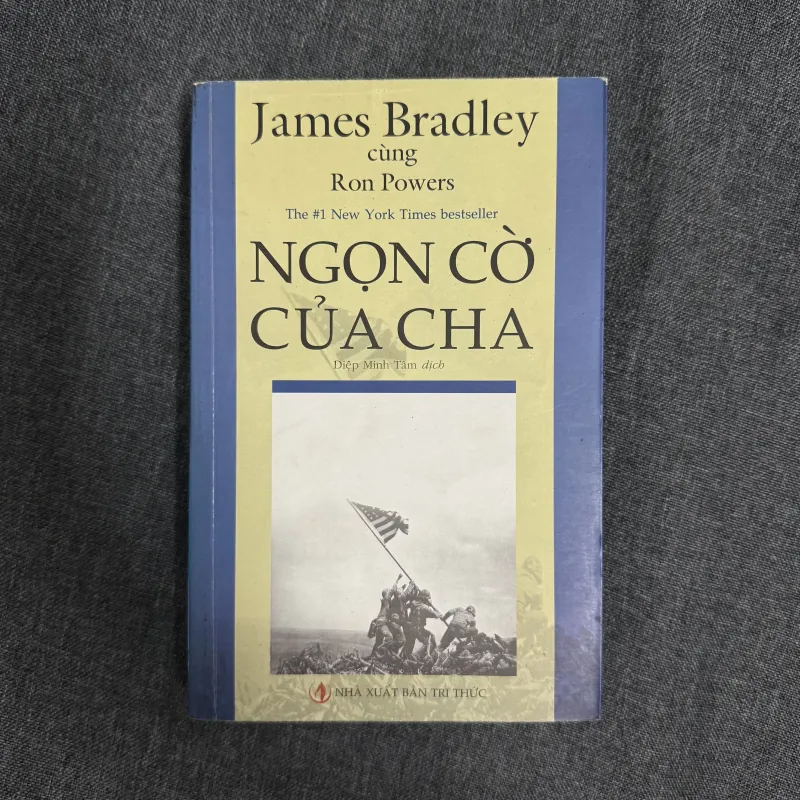 James Bradley
cùng
Ron Powers
The #1 New York Times bestseller
NGỌN CỜ
CỦA CHA
Diệp Minh Tâm dịch
NHÀ XUẤT BẢN TRI THỨC